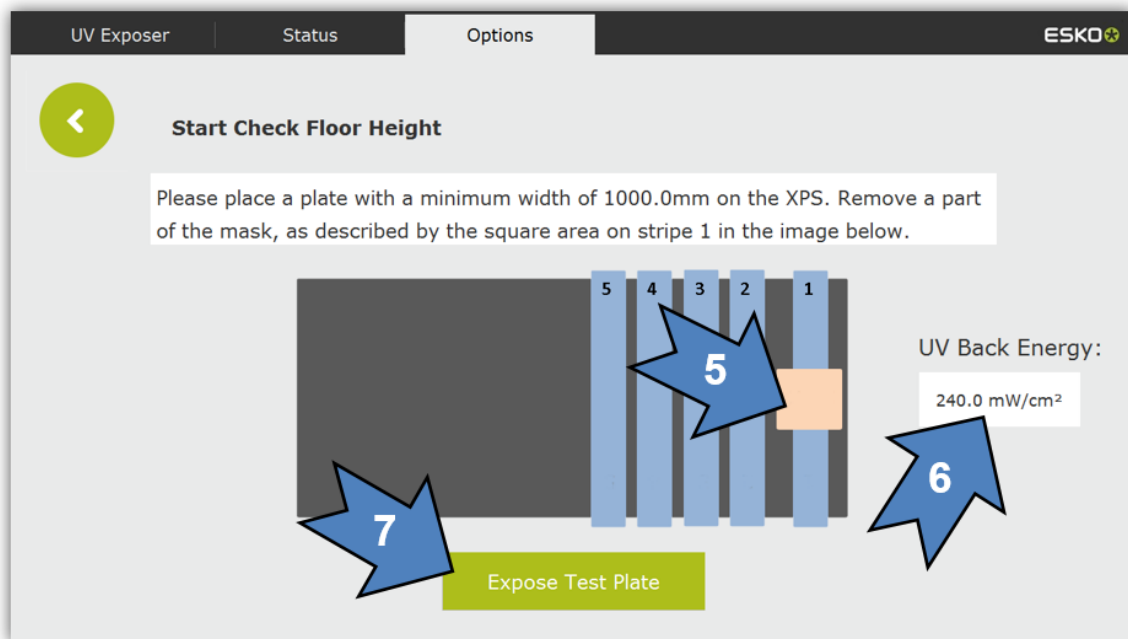 UV Exposer Status Options ESKO
Start Check Floor Height
Please place a plate with a minimum width of 1000.0mm on the XPS. Remove a part
of the mask, as described by the square area on stripe 1 in the image below.
5 4 3 2 1
UV Back Energy:
5
240.0 mW/cm²
6
7
Expose Test Plate